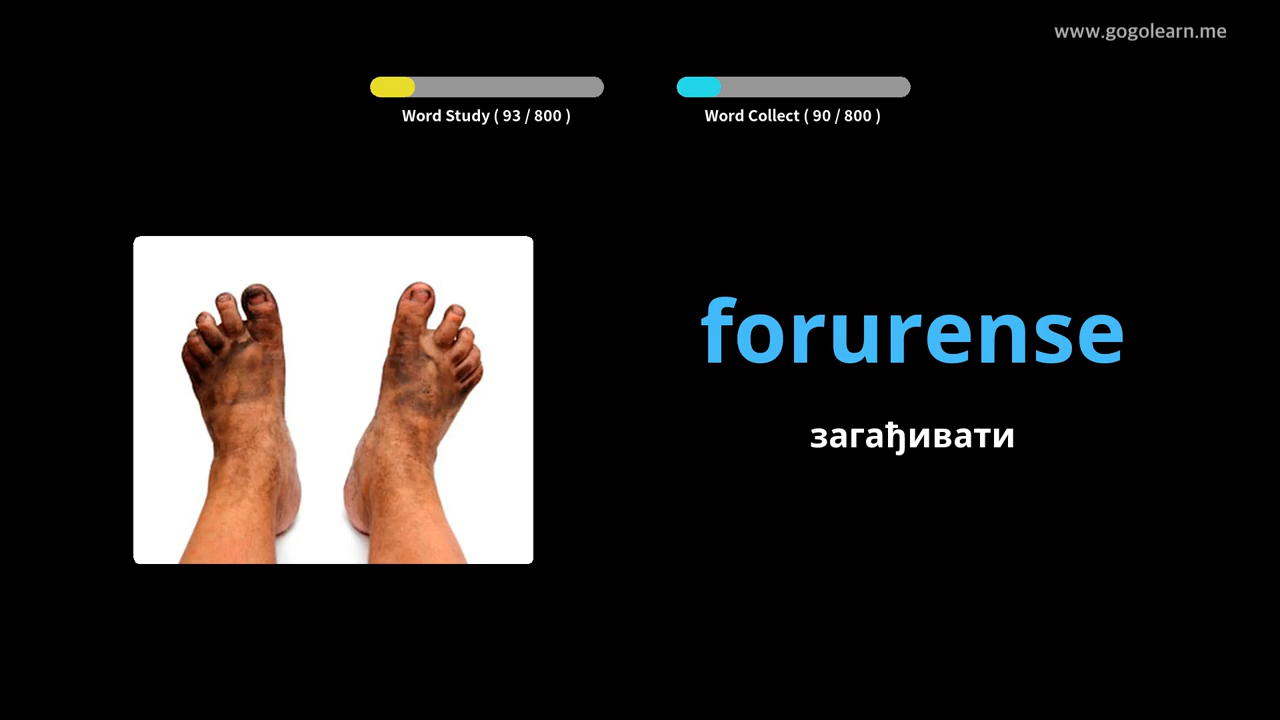 www.gogolearn.me
Word Study ( 93 / 800 )
Word Collect ( 90 / 800 )
forurense
загађивати